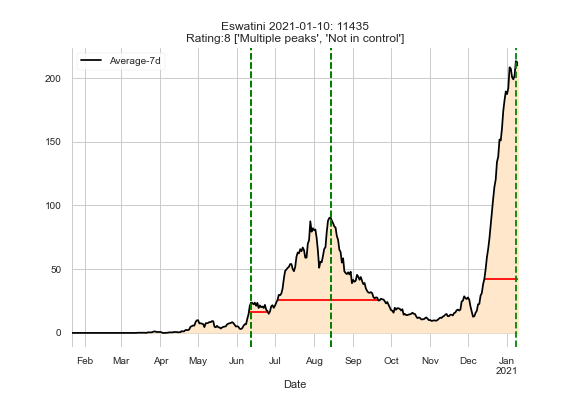 Eswatini 2021-01-10: 11435
Rating:8 ['Multiple peaks', 'Not in control']
Average-7d
200
150
100
50
0
Feb Mar Apr May Jun Jul Aug Sep Oct Nov Dec Jan
2021
Date